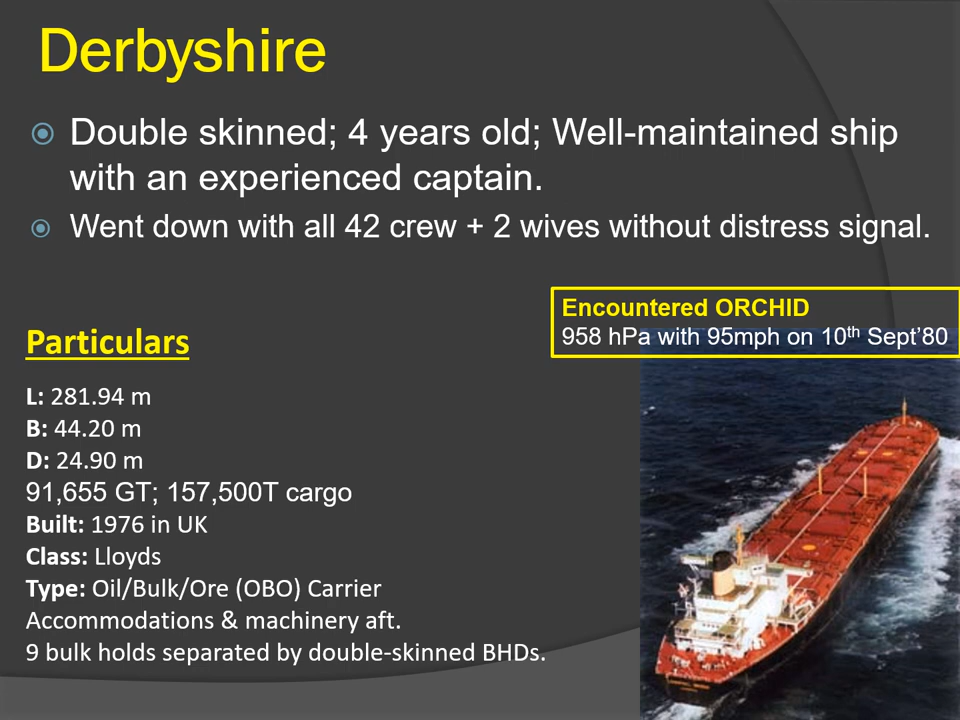 Derbyshire
Double skinned; 4 years old; Well-maintained ship
with an experienced captain.
Went down with all 42 crew + 2 wives without distress signal.
Encountered ORCHID
958 hPa with 95mph on 10th Sept'80
Particulars
L: 281.94 m
B: 44.20 m
D: 24.90 m
91,655 GT; 157,500T cargo
Built: 1976 in UK
Class: Lloyds
Type: Oil/Bulk/Ore (OBO) Carrier
Accommodations & machinery aft.
9 bulk holds separated by double-skinned BHDs.